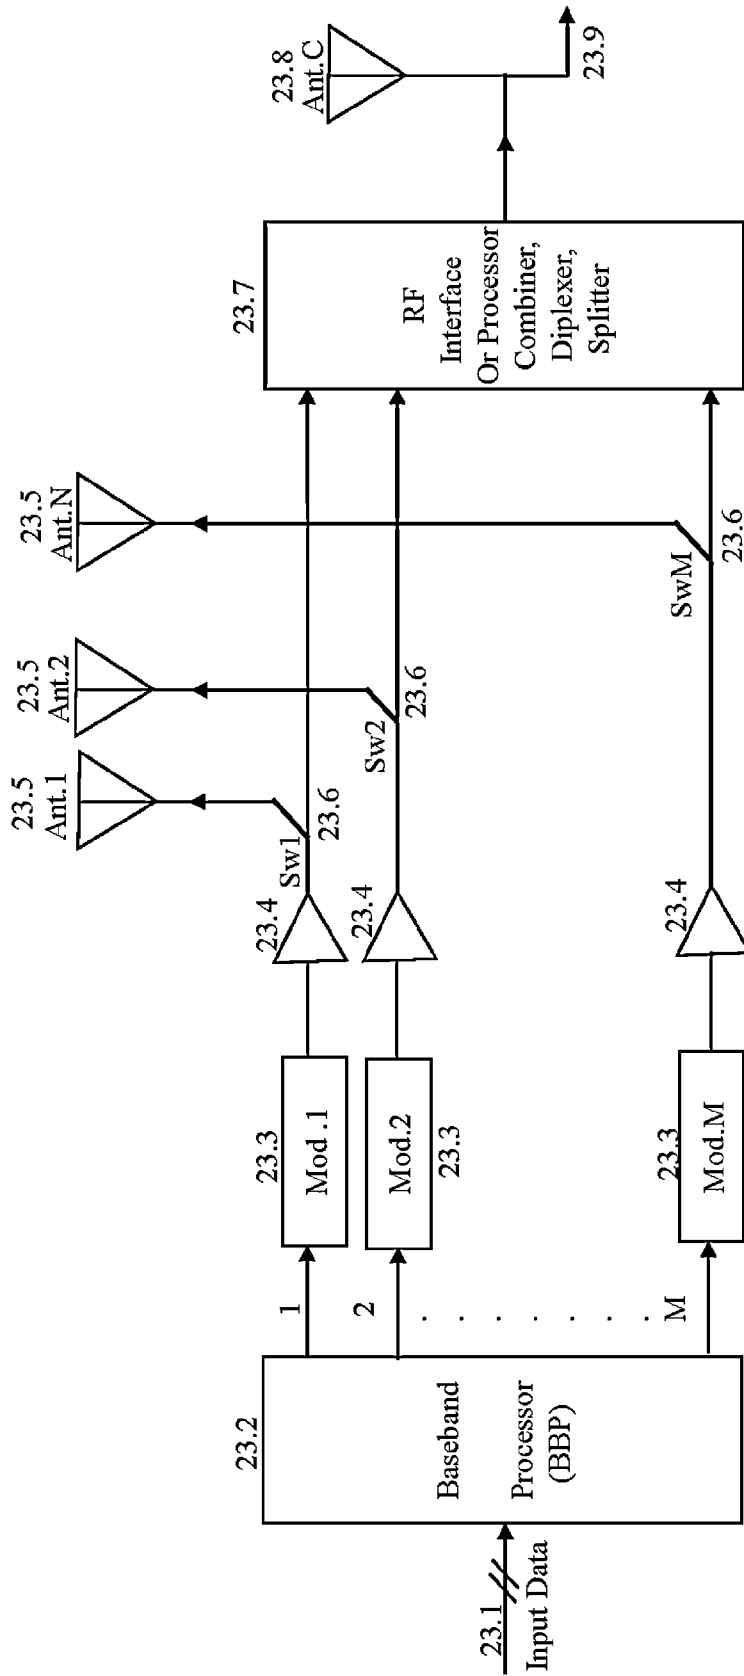 23.1
Input Data
23.2
Baseband
Processor
(BBP)
1
2
. . . . . . .
M
23.3
Mod .1
Mod.2
23.3
23.3
Mod.M
23.4
23.4
23.4
Sw1
23.6
Sw2
23.6
SwM
23.6
23.5
Ant.1
23.5
Ant.2
23.5
Ant.N
23.7
RF
Interface
Or Processor
Combiner,
Diplexer,
Splitter
23.8
Ant.C
23.9